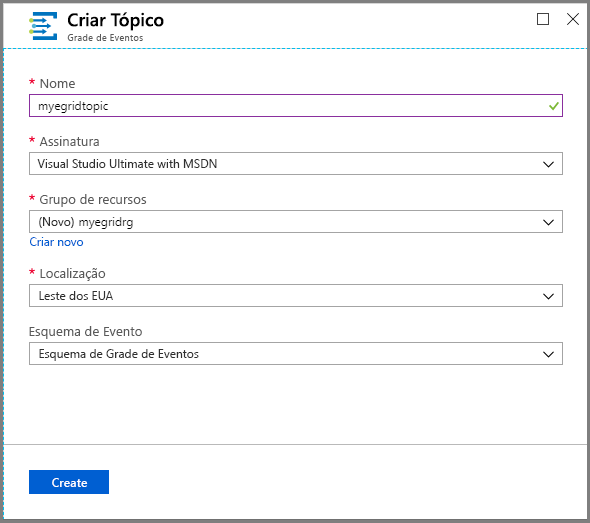 Criar Tópico
Grade de Eventos
* Nome
myegridtopic
* Assinatura
Visual Studio Ultimate with MSDN
* Grupo de recursos
(Novo) myegridrg
Criar novo
* Localização
Leste dos EUA
Esquema de Evento
Esquema de Grade de Eventos
Create